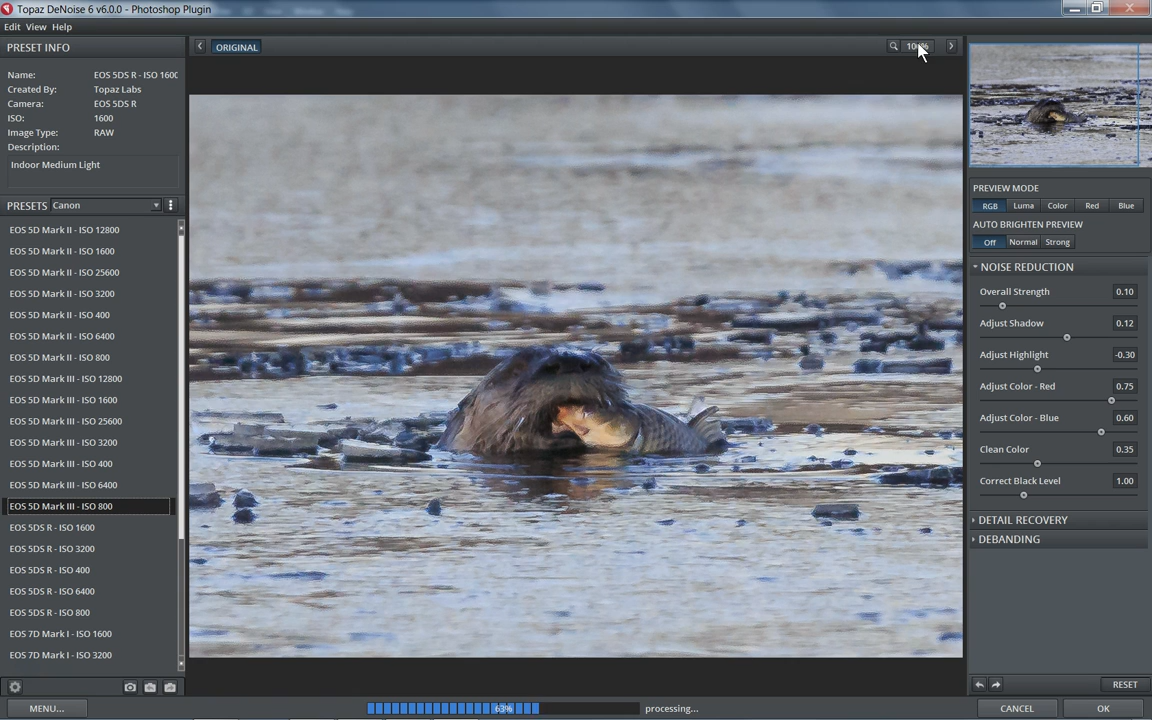 Topaz DeNoise 6 v6.0.0 - Photoshop Plugin
Edit View Help
PRESET INFO
Name: EOS 5DS R - ISO 160
Created By: Topaz Labs
Camera: EOS 5DS R
ISO: 1600
Image Type: RAW
Description:
Indoor Medium Light
PRESETS Canon
EOS 5D Mark II - ISO 12800
EOS 5D Mark II - ISO 1600
EOS 5D Mark II - ISO 25600
EOS 5D Mark II - ISO 3200
EOS 5D Mark II - ISO 400
EOS 5D Mark II - ISO 6400
EOS 5D Mark II - ISO 800
EOS 5D Mark III - ISO 12800
EOS 5D Mark III - ISO 1600
EOS 5D Mark III - ISO 25600
EOS 5D Mark III - ISO 3200
EOS 5D Mark III - ISO 400
EOS 5D Mark III - ISO 6400
EOS 5D Mark III - ISO 800
EOS 5DS R - ISO 1600
EOS 5DS R - ISO 3200
EOS 5DS R - ISO 400
EOS 5DS R - ISO 6400
EOS 5DS R - ISO 800
EOS 7D Mark I - ISO 1600
EOS 7D Mark I - ISO 3200
MENU...
ORIGINAL
63% processing...
PREVIEW MODE
RGB Luma Color Red Blue
AUTO BRIGHTEN PREVIEW
Off Normal Strong
NOISE REDUCTION
Overall Strength 0.10
Adjust Shadow 0.12
Adjust Highlight -0.30
Adjust Color - Red 0.75
Adjust Color - Blue 0.60
Clean Color 0.35
Correct Black Level 1.00
DETAIL RECOVERY
DEBANDING
RESET
CANCEL OK